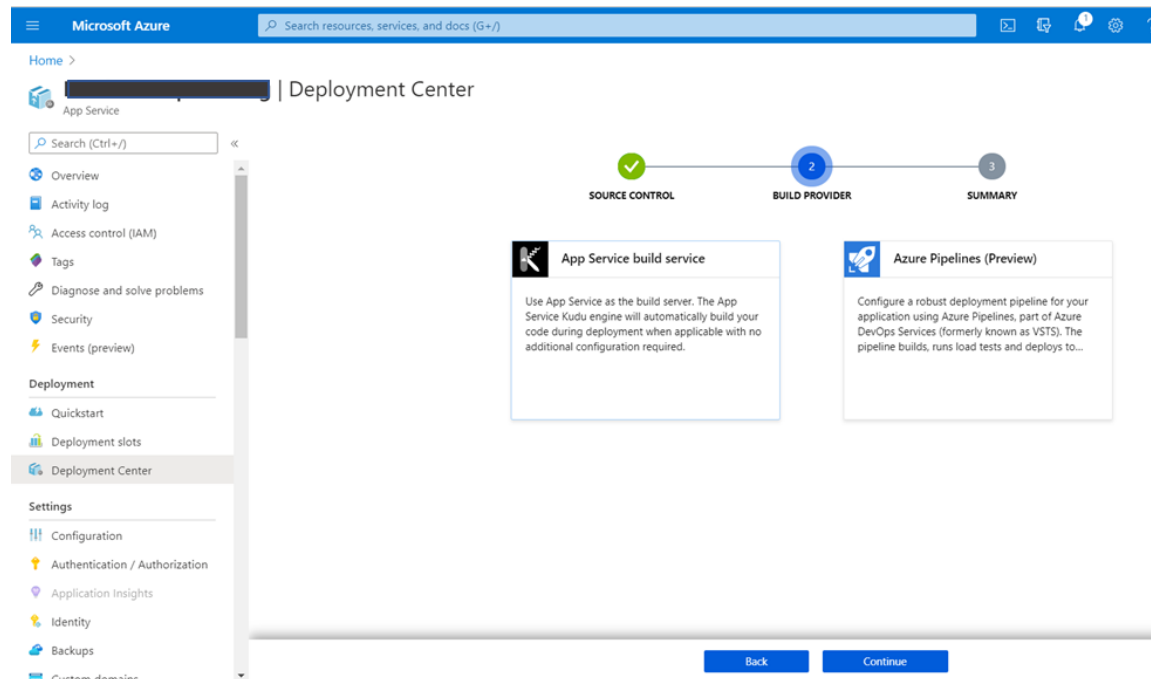 Microsoft Azure
Search resources, services, and docs (G+/)
1
Home >
| Deployment Center
App Service
Search (Ctrl+/)
«
Overview
Activity log
Access control (IAM)
Tags
Diagnose and solve problems
Security
Events (preview)
Deployment
Quickstart
Deployment slots
Deployment Center
Settings
Configuration
Authentication / Authorization
Application Insights
Identity
Backups
Custom domains
2
3
SOURCE CONTROL
BUILD PROVIDER
SUMMARY
App Service build service
Use App Service as the build server. The App
Service Kudu engine will automatically build your
code during deployment when applicable with no
additional configuration required.
Azure Pipelines (Preview)
Configure a robust deployment pipeline for your
application using Azure Pipelines, part of Azure
DevOps Services (formerly known as VSTS). The
pipeline builds, runs load tests and deploys to...
Back
Continue